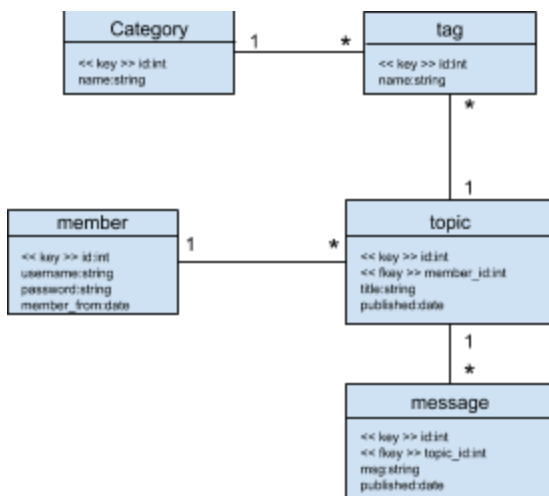 Category
<< key >> id:int
name:string
1
*
tag
<< key >> id:int
name:string
*
1
member
<< key >> id:int
username:string
password:string
member_from:date
1
*
topic
<< key >> id:int
<< fkey >> member_id:int
title:string
published:date
1
*
message
<< key >> id:int
<< fkey >> topic_id:int
msg:string
published:date